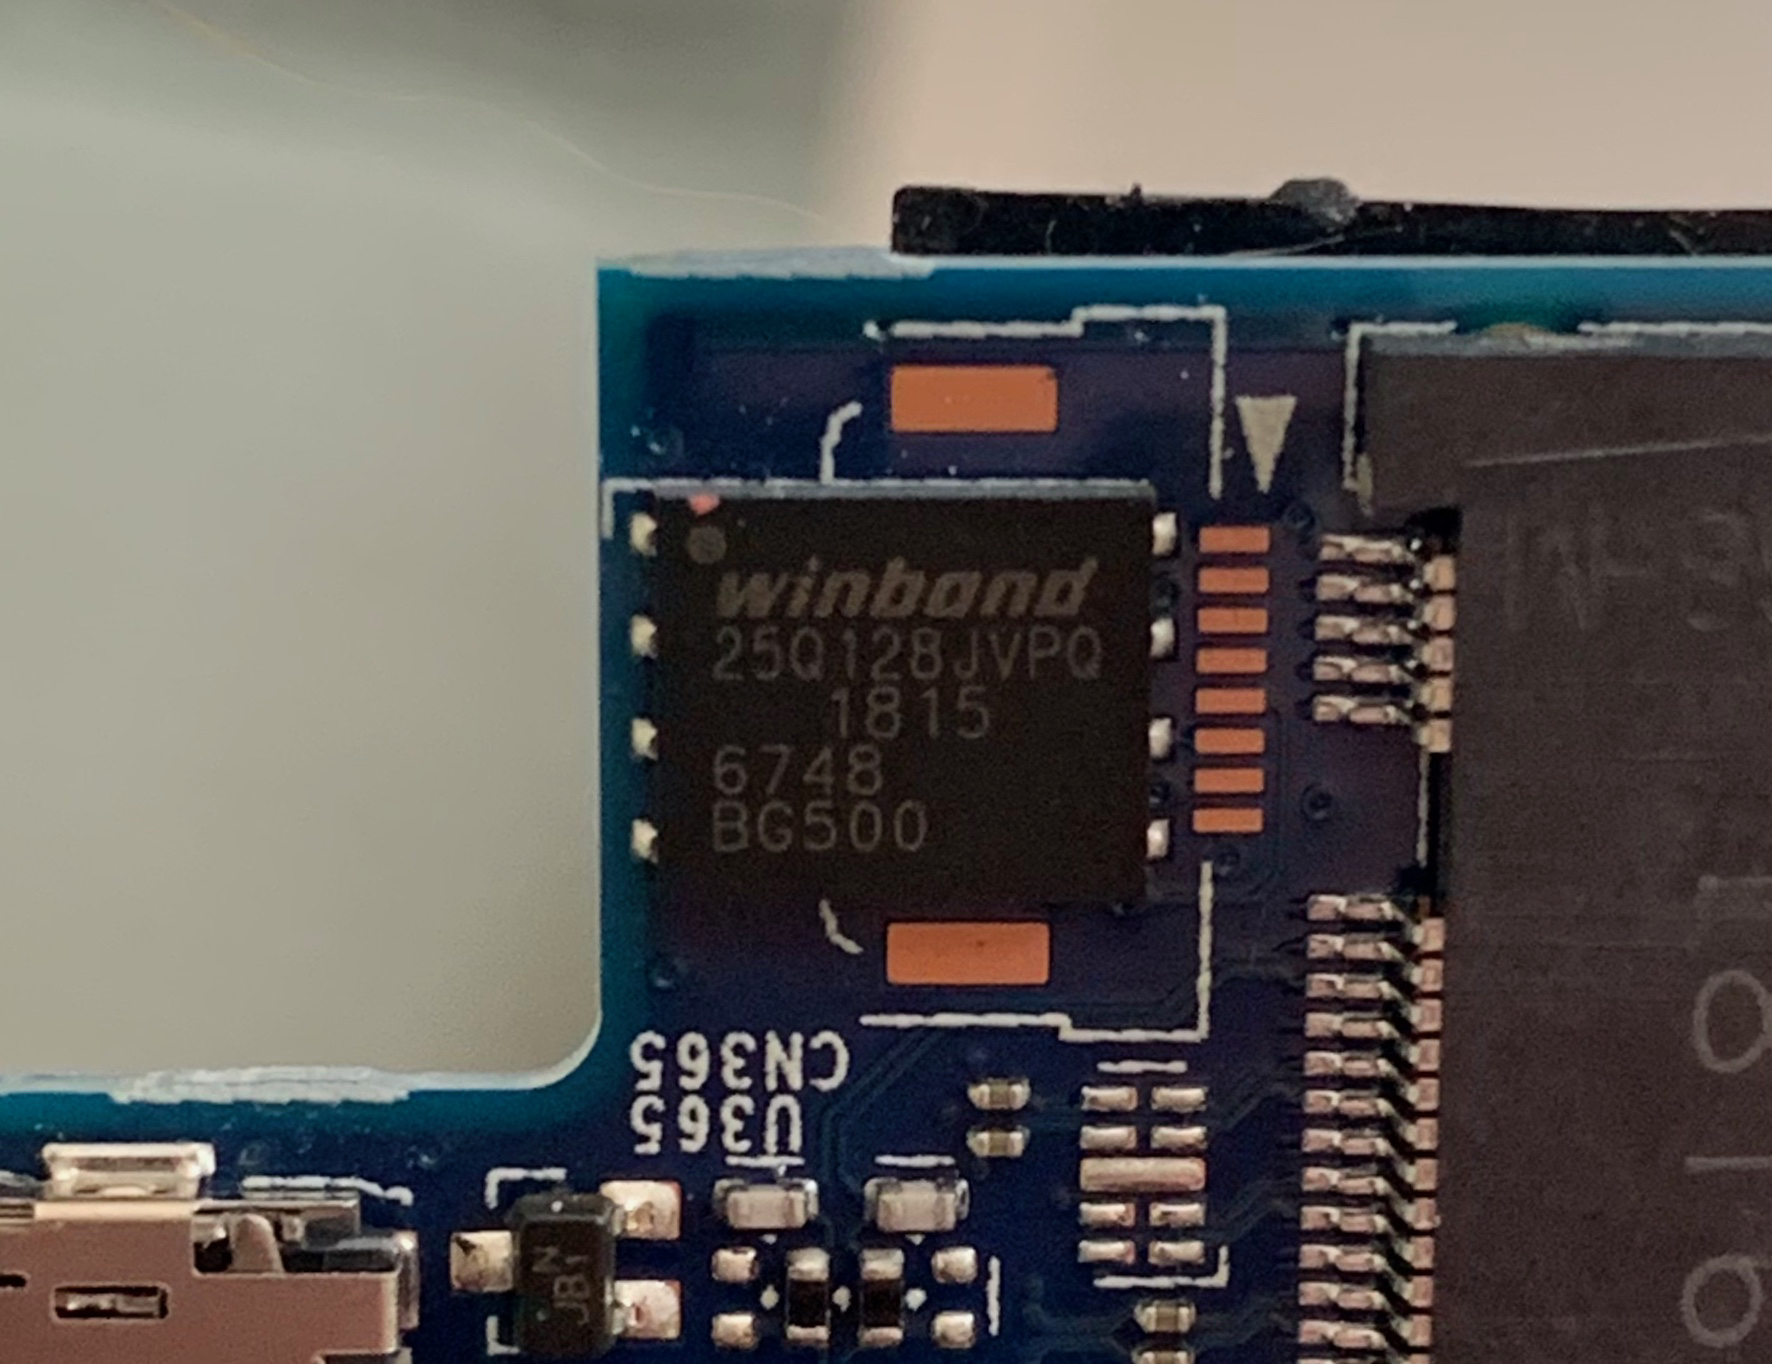 winbond
25Q128JVPQ
1815
6748
BG500
CN365
U365
N
JB1